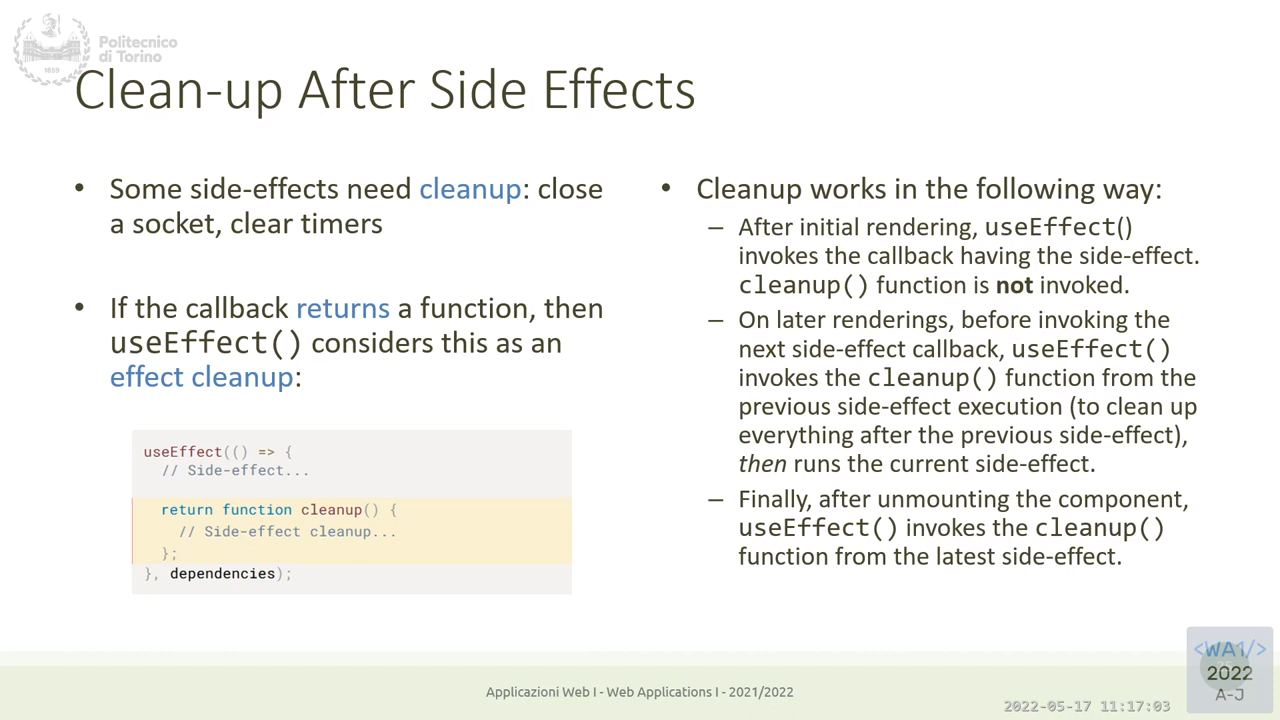 Politecnico
di Torino
1859
Clean-up After Side Effects
• Some side-effects need cleanup: close
a socket, clear timers
• If the callback returns a function, then
useEffect() considers this as an
effect cleanup:
useEffect(() => {
// Side-effect...
return function cleanup() {
// Side-effect cleanup...
};
}, dependencies);
• Cleanup works in the following way:
– After initial rendering, useEffect()
invokes the callback having the side-effect.
cleanup() function is not invoked.
– On later renderings, before invoking the
next side-effect callback, useEffect()
invokes the cleanup() function from the
previous side-effect execution (to clean up
everything after the previous side-effect),
then runs the current side-effect.
– Finally, after unmounting the component,
useEffect() invokes the cleanup()
function from the latest side-effect.
Applicazioni Web I - Web Applications I - 2021/2022
<WA1/>
2022
A-J
2022-05-17 11:17:03